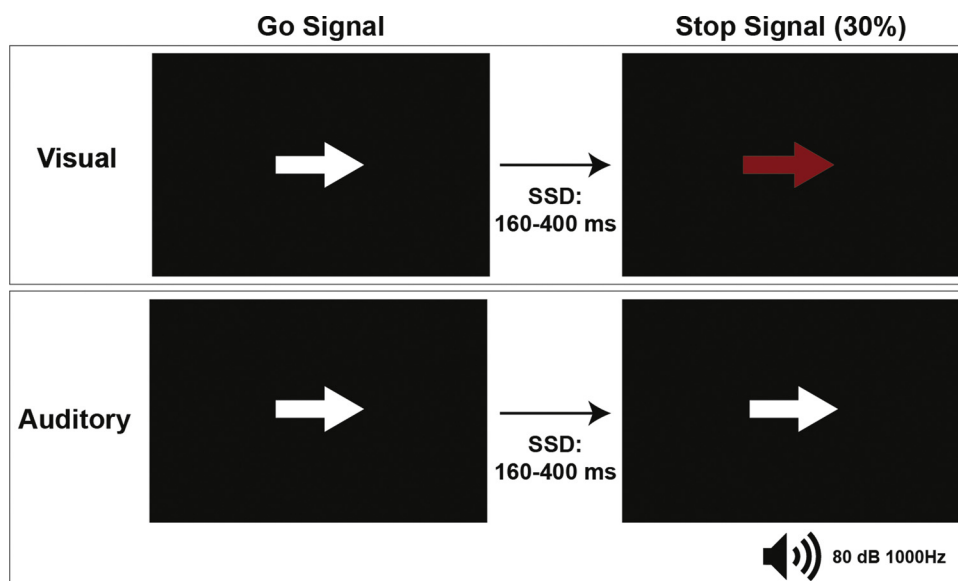 Go Signal
Stop Signal (30%)
Visual
SSD:
160-400 ms
Auditory
SSD:
160-400 ms
80 dB 1000Hz